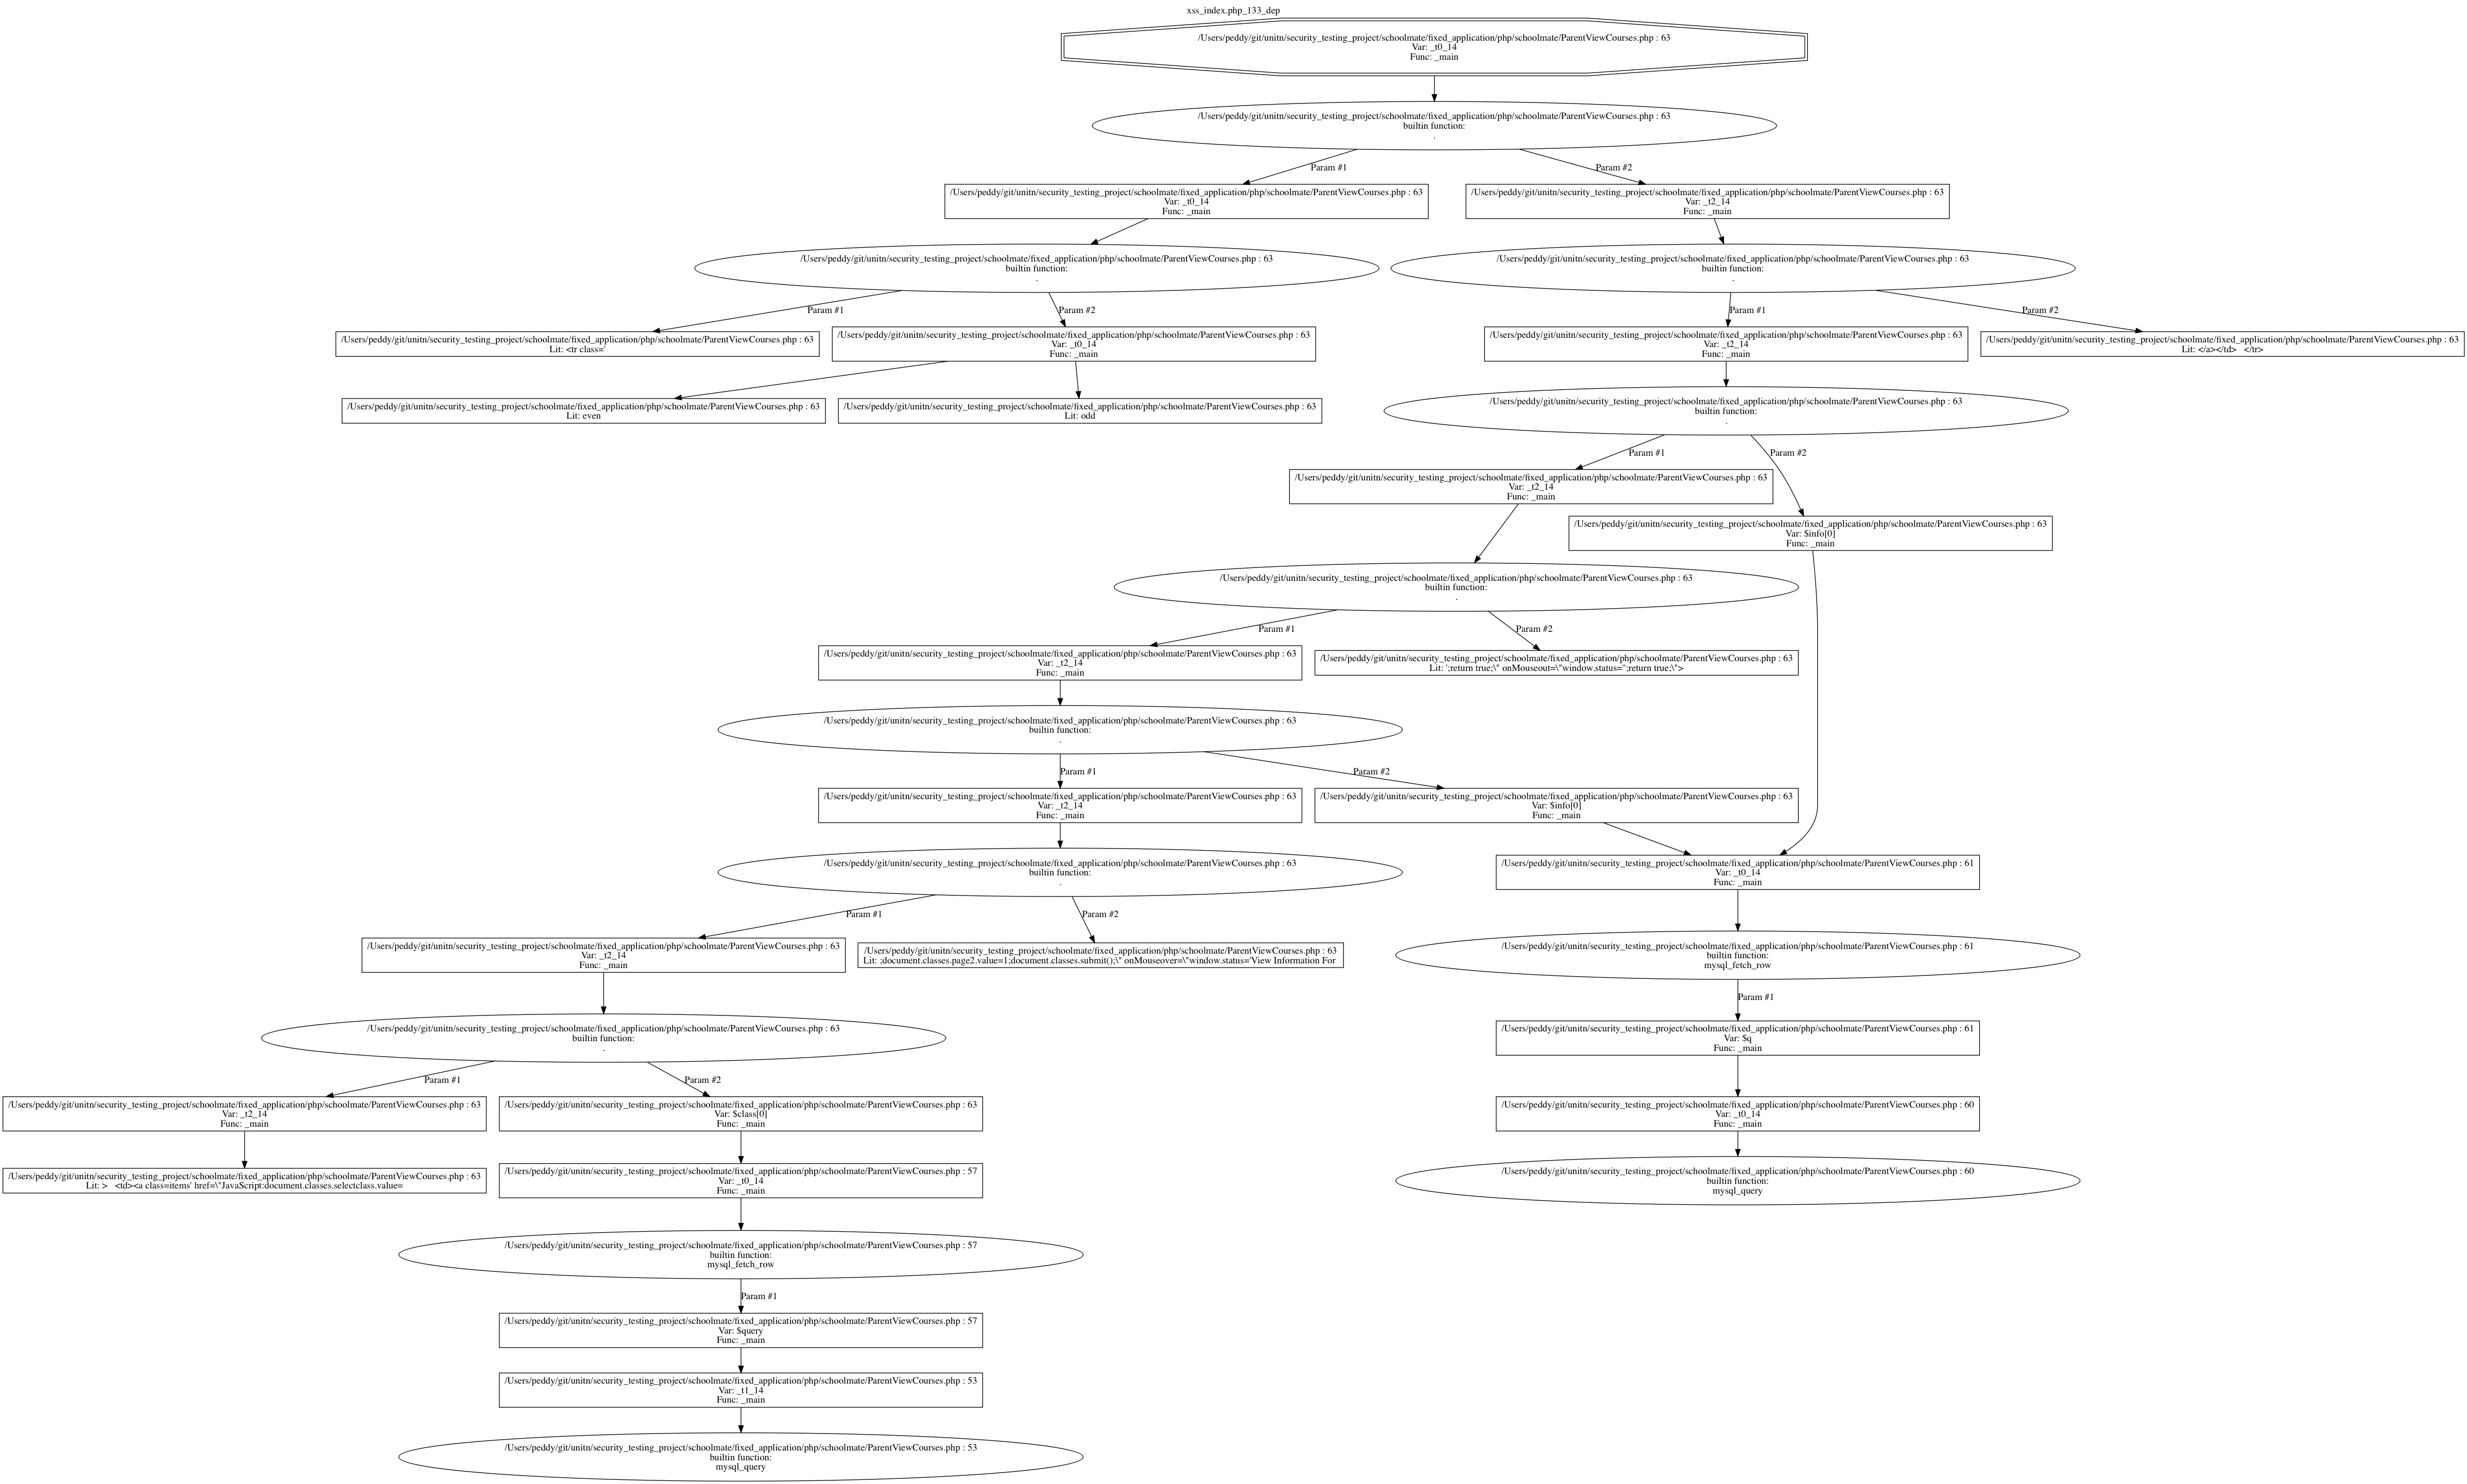 xss_index.php_133_dep
/Users/peddy/git/unitn/security_testing_project/schoolmate/fixed_application/php/schoolmate/ParentViewCourses.php : 63
Var: _t0_14
Func: _main
/Users/peddy/git/unitn/security_testing_project/schoolmate/fixed_application/php/schoolmate/ParentViewCourses.php : 63
builtin function:
.
Param #1
Param #2
/Users/peddy/git/unitn/security_testing_project/schoolmate/fixed_application/php/schoolmate/ParentViewCourses.php : 63
Var: _t0_14
Func: _main
/Users/peddy/git/unitn/security_testing_project/schoolmate/fixed_application/php/schoolmate/ParentViewCourses.php : 63
Var: _t2_14
Func: _main
/Users/peddy/git/unitn/security_testing_project/schoolmate/fixed_application/php/schoolmate/ParentViewCourses.php : 63
builtin function:
.
/Users/peddy/git/unitn/security_testing_project/schoolmate/fixed_application/php/schoolmate/ParentViewCourses.php : 63
builtin function:
.
Param #1
Param #2
Param #1
Param #2
/Users/peddy/git/unitn/security_testing_project/schoolmate/fixed_application/php/schoolmate/ParentViewCourses.php : 63
Lit: <tr class='
/Users/peddy/git/unitn/security_testing_project/schoolmate/fixed_application/php/schoolmate/ParentViewCourses.php : 63
Var: _t0_14
Func: _main
/Users/peddy/git/unitn/security_testing_project/schoolmate/fixed_application/php/schoolmate/ParentViewCourses.php : 63
Var: _t2_14
Func: _main
/Users/peddy/git/unitn/security_testing_project/schoolmate/fixed_application/php/schoolmate/ParentViewCourses.php : 63
Lit: </a></td>   </tr>
/Users/peddy/git/unitn/security_testing_project/schoolmate/fixed_application/php/schoolmate/ParentViewCourses.php : 63
Lit: even
/Users/peddy/git/unitn/security_testing_project/schoolmate/fixed_application/php/schoolmate/ParentViewCourses.php : 63
Lit: odd
/Users/peddy/git/unitn/security_testing_project/schoolmate/fixed_application/php/schoolmate/ParentViewCourses.php : 63
builtin function:
.
Param #1
Param #2
/Users/peddy/git/unitn/security_testing_project/schoolmate/fixed_application/php/schoolmate/ParentViewCourses.php : 63
Var: _t2_14
Func: _main
/Users/peddy/git/unitn/security_testing_project/schoolmate/fixed_application/php/schoolmate/ParentViewCourses.php : 63
Var: $info[0]
Func: _main
/Users/peddy/git/unitn/security_testing_project/schoolmate/fixed_application/php/schoolmate/ParentViewCourses.php : 63
builtin function:
.
Param #1
Param #2
/Users/peddy/git/unitn/security_testing_project/schoolmate/fixed_application/php/schoolmate/ParentViewCourses.php : 63
Var: _t2_14
Func: _main
/Users/peddy/git/unitn/security_testing_project/schoolmate/fixed_application/php/schoolmate/ParentViewCourses.php : 63
Lit: ';return true;\" onMouseout=\"window.status='';return true;\">
/Users/peddy/git/unitn/security_testing_project/schoolmate/fixed_application/php/schoolmate/ParentViewCourses.php : 63
builtin function:
.
Param #1
Param #2
/Users/peddy/git/unitn/security_testing_project/schoolmate/fixed_application/php/schoolmate/ParentViewCourses.php : 63
Var: _t2_14
Func: _main
/Users/peddy/git/unitn/security_testing_project/schoolmate/fixed_application/php/schoolmate/ParentViewCourses.php : 63
Var: $info[0]
Func: _main
/Users/peddy/git/unitn/security_testing_project/schoolmate/fixed_application/php/schoolmate/ParentViewCourses.php : 63
builtin function:
.
/Users/peddy/git/unitn/security_testing_project/schoolmate/fixed_application/php/schoolmate/ParentViewCourses.php : 61
Var: _t0_14
Func: _main
Param #1
Param #2
/Users/peddy/git/unitn/security_testing_project/schoolmate/fixed_application/php/schoolmate/ParentViewCourses.php : 63
Var: _t2_14
Func: _main
/Users/peddy/git/unitn/security_testing_project/schoolmate/fixed_application/php/schoolmate/ParentViewCourses.php : 63
Lit: ;document.classes.page2.value=1;document.classes.submit();\" onMouseover=\"window.status='View Information For
/Users/peddy/git/unitn/security_testing_project/schoolmate/fixed_application/php/schoolmate/ParentViewCourses.php : 61
builtin function:
mysql_fetch_row
Param #1
/Users/peddy/git/unitn/security_testing_project/schoolmate/fixed_application/php/schoolmate/ParentViewCourses.php : 63
builtin function:
.
/Users/peddy/git/unitn/security_testing_project/schoolmate/fixed_application/php/schoolmate/ParentViewCourses.php : 61
Var: $q
Func: _main
Param #1
Param #2
/Users/peddy/git/unitn/security_testing_project/schoolmate/fixed_application/php/schoolmate/ParentViewCourses.php : 63
Var: _t2_14
Func: _main
/Users/peddy/git/unitn/security_testing_project/schoolmate/fixed_application/php/schoolmate/ParentViewCourses.php : 63
Var: $class[0]
Func: _main
/Users/peddy/git/unitn/security_testing_project/schoolmate/fixed_application/php/schoolmate/ParentViewCourses.php : 60
Var: _t0_14
Func: _main
/Users/peddy/git/unitn/security_testing_project/schoolmate/fixed_application/php/schoolmate/ParentViewCourses.php : 63
Lit: >   <td><a class=items' href=\"JavaScript:document.classes.selectclass.value=
/Users/peddy/git/unitn/security_testing_project/schoolmate/fixed_application/php/schoolmate/ParentViewCourses.php : 57
Var: _t0_14
Func: _main
/Users/peddy/git/unitn/security_testing_project/schoolmate/fixed_application/php/schoolmate/ParentViewCourses.php : 60
builtin function:
mysql_query
/Users/peddy/git/unitn/security_testing_project/schoolmate/fixed_application/php/schoolmate/ParentViewCourses.php : 57
builtin function:
mysql_fetch_row
Param #1
/Users/peddy/git/unitn/security_testing_project/schoolmate/fixed_application/php/schoolmate/ParentViewCourses.php : 57
Var: $query
Func: _main
/Users/peddy/git/unitn/security_testing_project/schoolmate/fixed_application/php/schoolmate/ParentViewCourses.php : 53
Var: _t1_14
Func: _main
/Users/peddy/git/unitn/security_testing_project/schoolmate/fixed_application/php/schoolmate/ParentViewCourses.php : 53
builtin function:
mysql_query